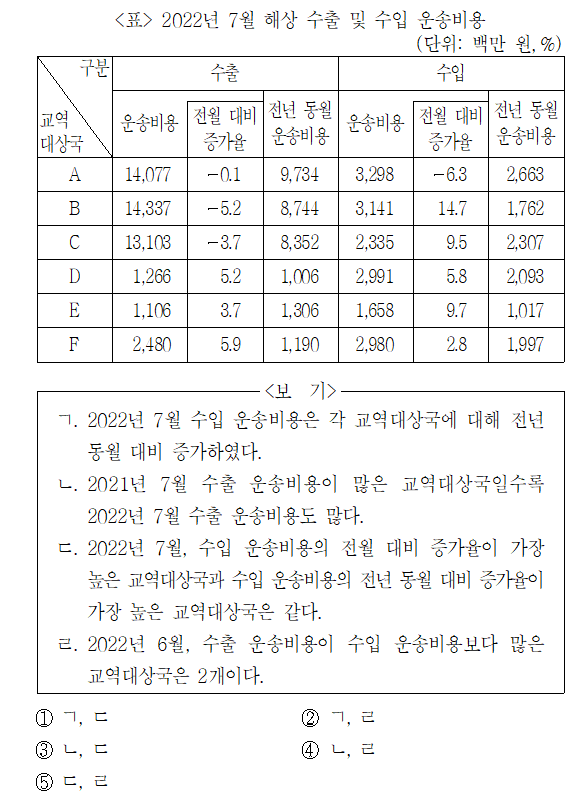 <표> 2022년 7월 해상 수출 및 수입 운송비용
(단위: 백만 원, %)
구분 교역 대상국 수출 수입
운송비용 전월 대비 증가율 전년 동월 운송비용 운송비용 전월 대비 증가율 전년 동월 운송비용
A 14,077 -0.1 9,734 3,298 -6.3 2,663
B 14,337 -5.2 8,744 3,141 14.7 1,762
C 13,103 -3.7 8,352 2,335 9.5 2,307
D 1,266 5.2 1,006 2,991 5.8 2,093
E 1,106 3.7 1,306 1,658 9.7 1,017
F 2,480 5.9 1,190 2,980 2.8 1,997
<보 기>
ㄱ. 2022년 7월 수입 운송비용은 각 교역대상국에 대해 전년
동월 대비 증가하였다.
ㄴ. 2021년 7월 수출 운송비용이 많은 교역대상국일수록
2022년 7월 수출 운송비용도 많다.
ㄷ. 2022년 7월, 수입 운송비용의 전월 대비 증가율이 가장
높은 교역대상국과 수입 운송비용의 전년 동월 대비 증가율이
가장 높은 교역대상국은 같다.
ㄹ. 2022년 6월, 수출 운송비용이 수입 운송비용보다 많은
교역대상국은 2개이다.
① ㄱ, ㄷ ② ㄱ, ㄹ
③ ㄴ, ㄷ ④ ㄴ, ㄹ
⑤ ㄷ, ㄹ